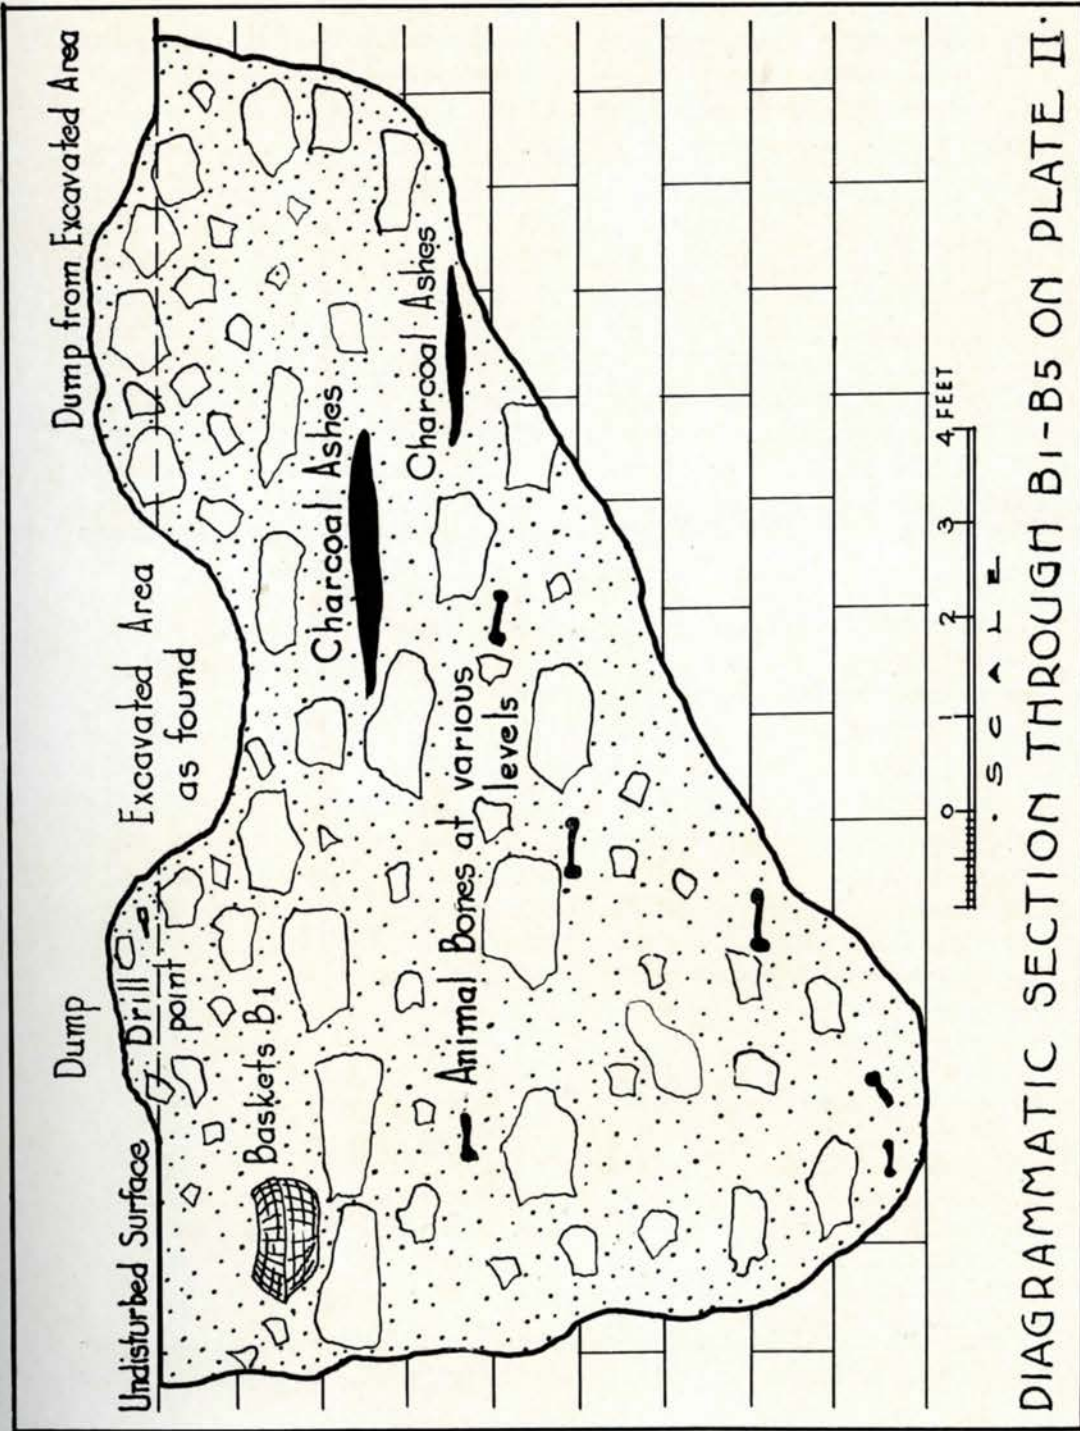 Undisturbed Surface
Dump
Dump from Excavated Area
Drill
point
Excavated Area
as found
Baskets B1
Charcoal Ashes
Charcoal Ashes
Animal Bones at various
levels
0 1 2 3 4 FEET
. S C A L E
DIAGRAMMATIC SECTION THROUGH B1-B5 ON PLATE II.